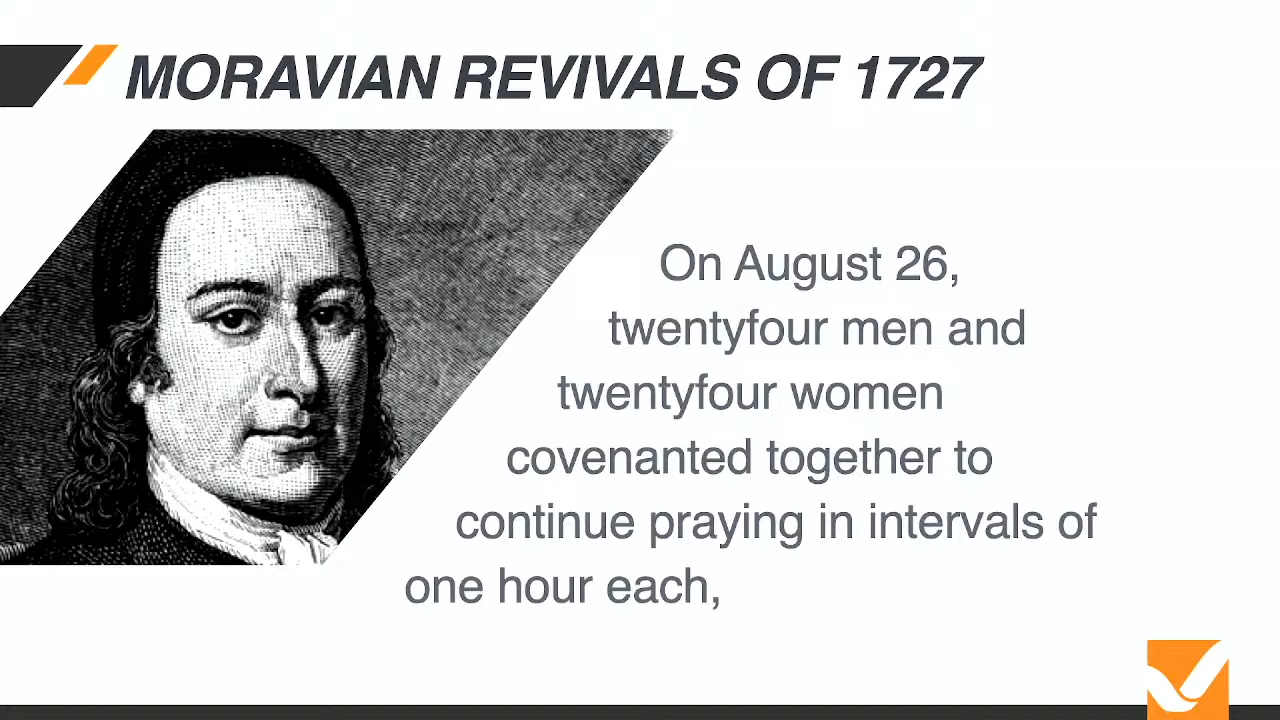 MORAVIAN REVIVALS OF 1727
On August 26,
twentyfour men and
twentyfour women
covenanted together to
continue praying in intervals of
one hour each,